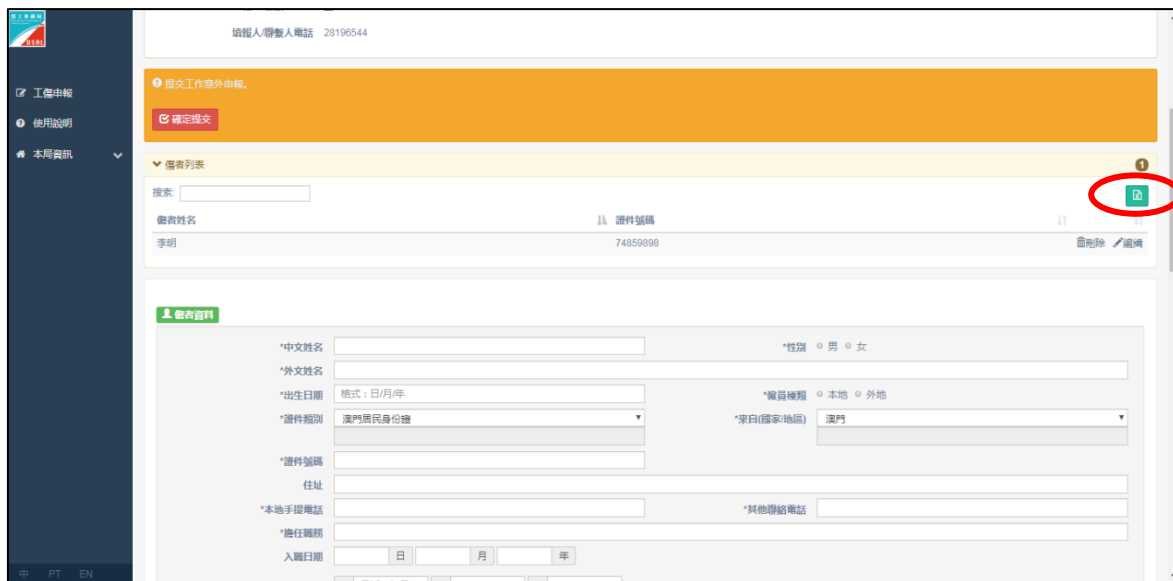 DSAL
工傷申報
使用說明
本局資訊
中 PT EN
填報人/聯繫人電話 28196544
提交工作意外申報。
確定提交
傷者列表 1
搜索:
傷者姓名 證件號碼
李明 74859898 刪除 編輯
傷者資料
*中文姓名 *性別 男 女
*外文姓名
*出生日期 格式：日/月/年 *僱員種類 本地 外地
*證件類別 澳門居民身份證 *來自(國家/地區) 澳門
*證件號碼
住址
*本地手提電話 *其他聯絡電話
*擔任職務
入職日期 日 月 年